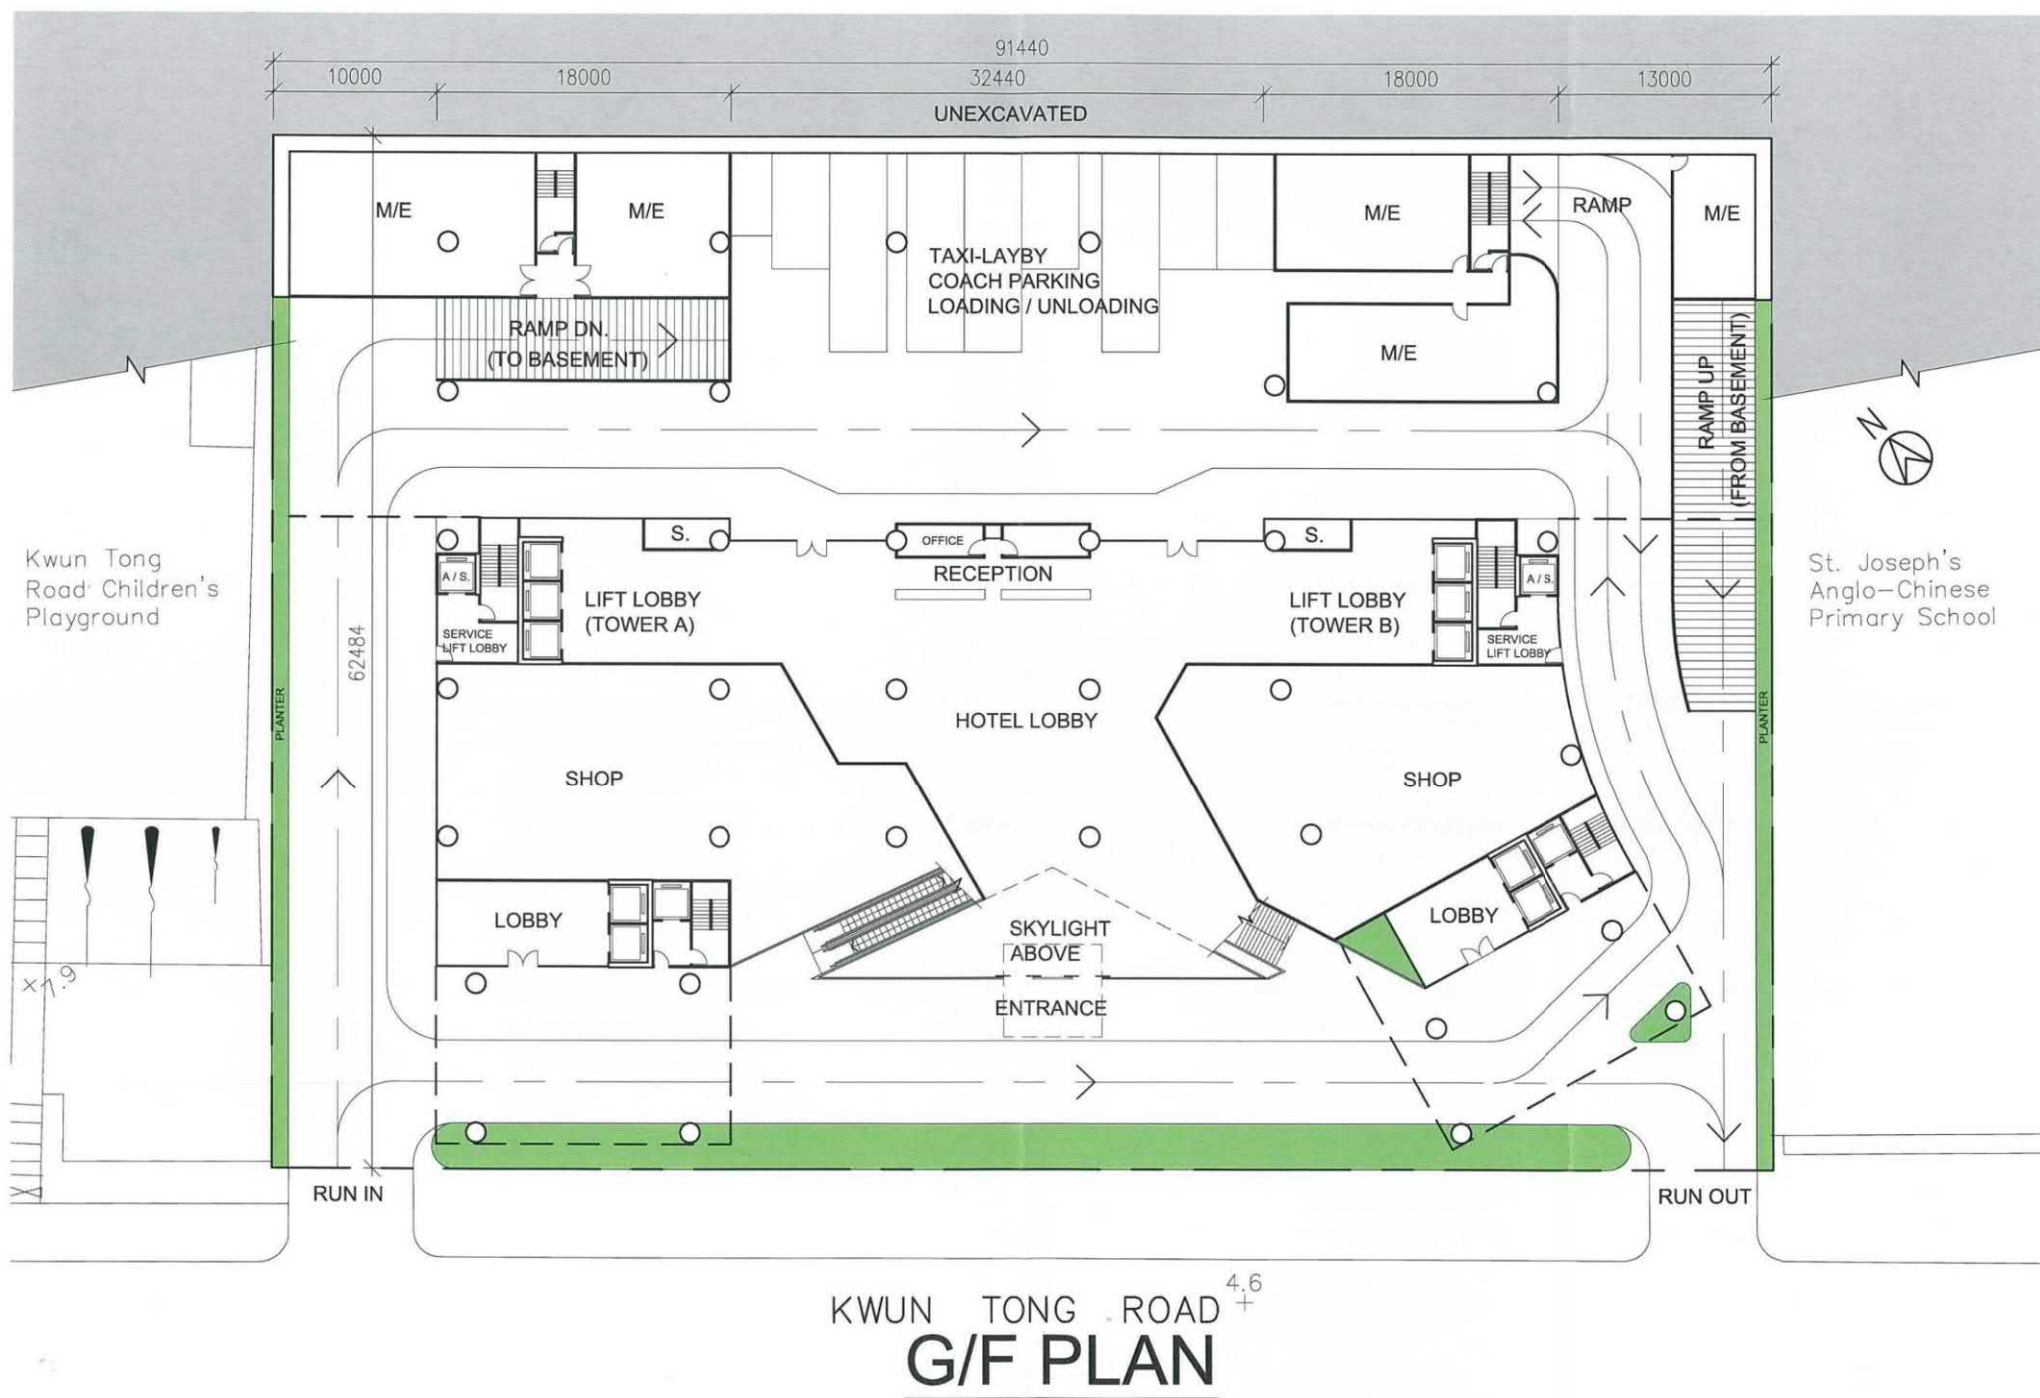 91440
10000 18000 32440 18000 13000
UNEXCAVATED
M/E
M/E
M/E
RAMP
M/E
TAXI-LAYBY
COACH PARKING
LOADING / UNLOADING
RAMP DN.
(TO BASEMENT)
M/E
RAMP UP
(FROM BASEMENT)
N
Kwun Tong
Road Children's
Playground
St. Joseph's
Anglo-Chinese
Primary School
S.
OFFICE
S.
RECEPTION
A / S.
A / S.
LIFT LOBBY
(TOWER A)
LIFT LOBBY
(TOWER B)
SERVICE
LIFT LOBBY
SERVICE
LIFT LOBBY
62484
PLANTER
PLANTER
HOTEL LOBBY
SHOP
SHOP
LOBBY
LOBBY
SKYLIGHT
ABOVE
ENTRANCE
×7.9
RUN IN
RUN OUT
4.6
+
KWUN TONG ROAD
G/F PLAN